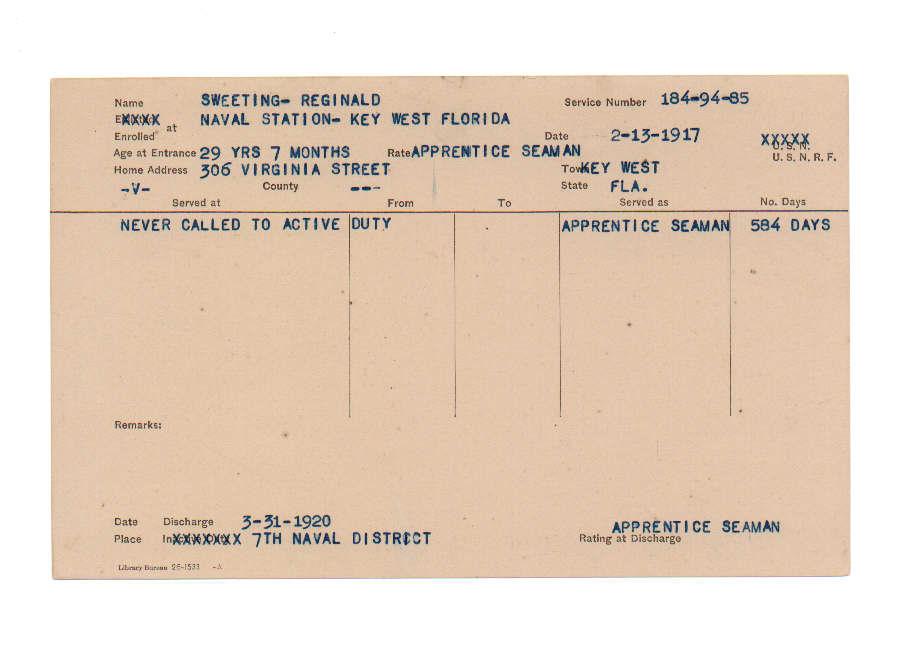 Name SWEETING- REGINALD Service Number 184-94-85
Enlisted at NAVAL STATION- KEY WEST FLORIDA
Enrolled Date 2-13-1917 XXXXX U.S.N.
Age at Entrance 29 YRS 7 MONTHS Rate APPRENTICE SEAMAN U. S. N. R. F.
Home Address 306 VIRGINIA STREET Town KEY WEST
-V- County --- State FLA.
Served at From To Served as No. Days
NEVER CALLED TO ACTIVE DUTY APPRENTICE SEAMAN 584 DAYS
Remarks:
Date Discharge 3-31-1920 APPRENTICE SEAMAN
Place XXXXXXX 7TH NAVAL DISTRICT Rating at Discharge
Library Bureau 26-1533 -A